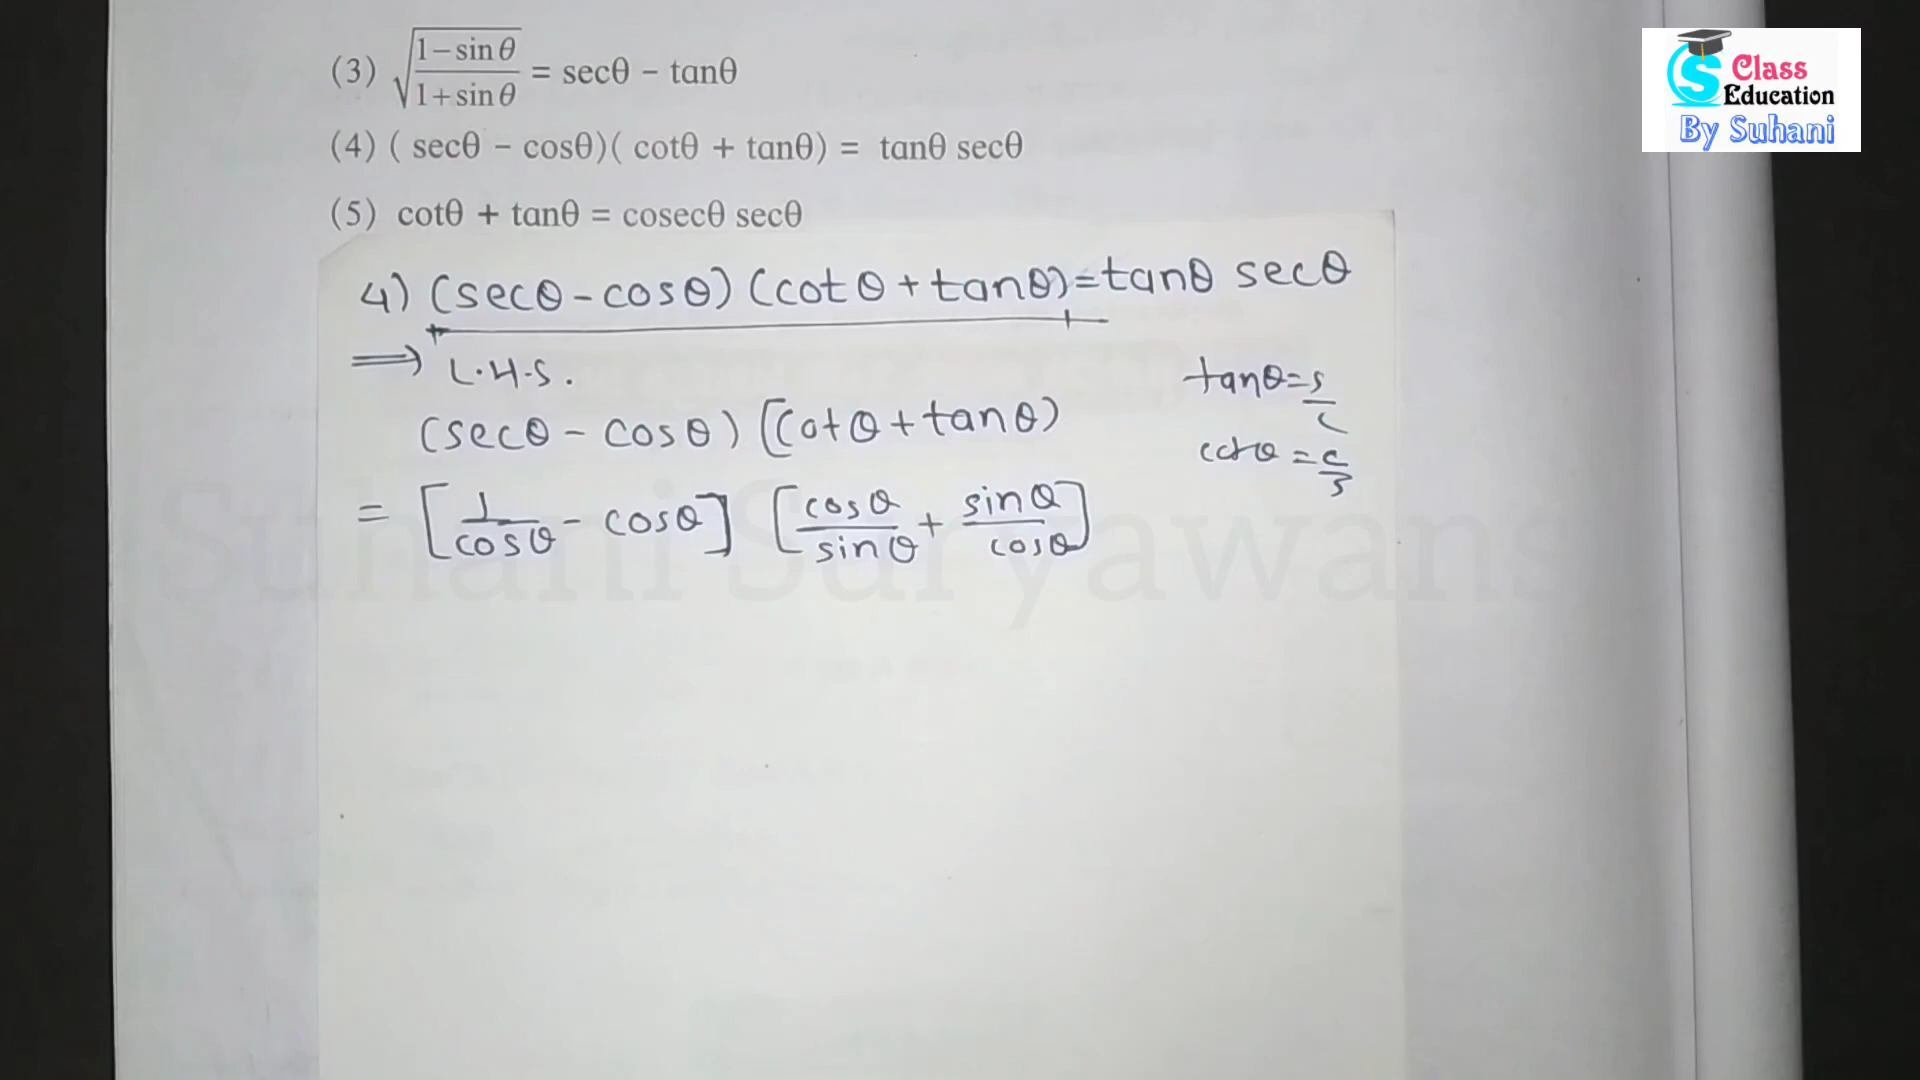 (3) √(1−sin θ / 1+sin θ) = secθ − tanθ
(4) ( secθ − cosθ)( cotθ + tanθ) = tanθ secθ
(5) cotθ + tanθ = cosecθ secθ
Class
Education
By Suhani
4) (secθ - cosθ) (cotθ + tanθ) = tanθ secθ
⟹ L.H.S.
tanθ = s/c
(secθ - cosθ) [(cotθ + tanθ)
cotθ = c/s
= [1/cosθ - cosθ] [cosθ/sinθ + sinθ/cosθ]
Suhani Suryawans